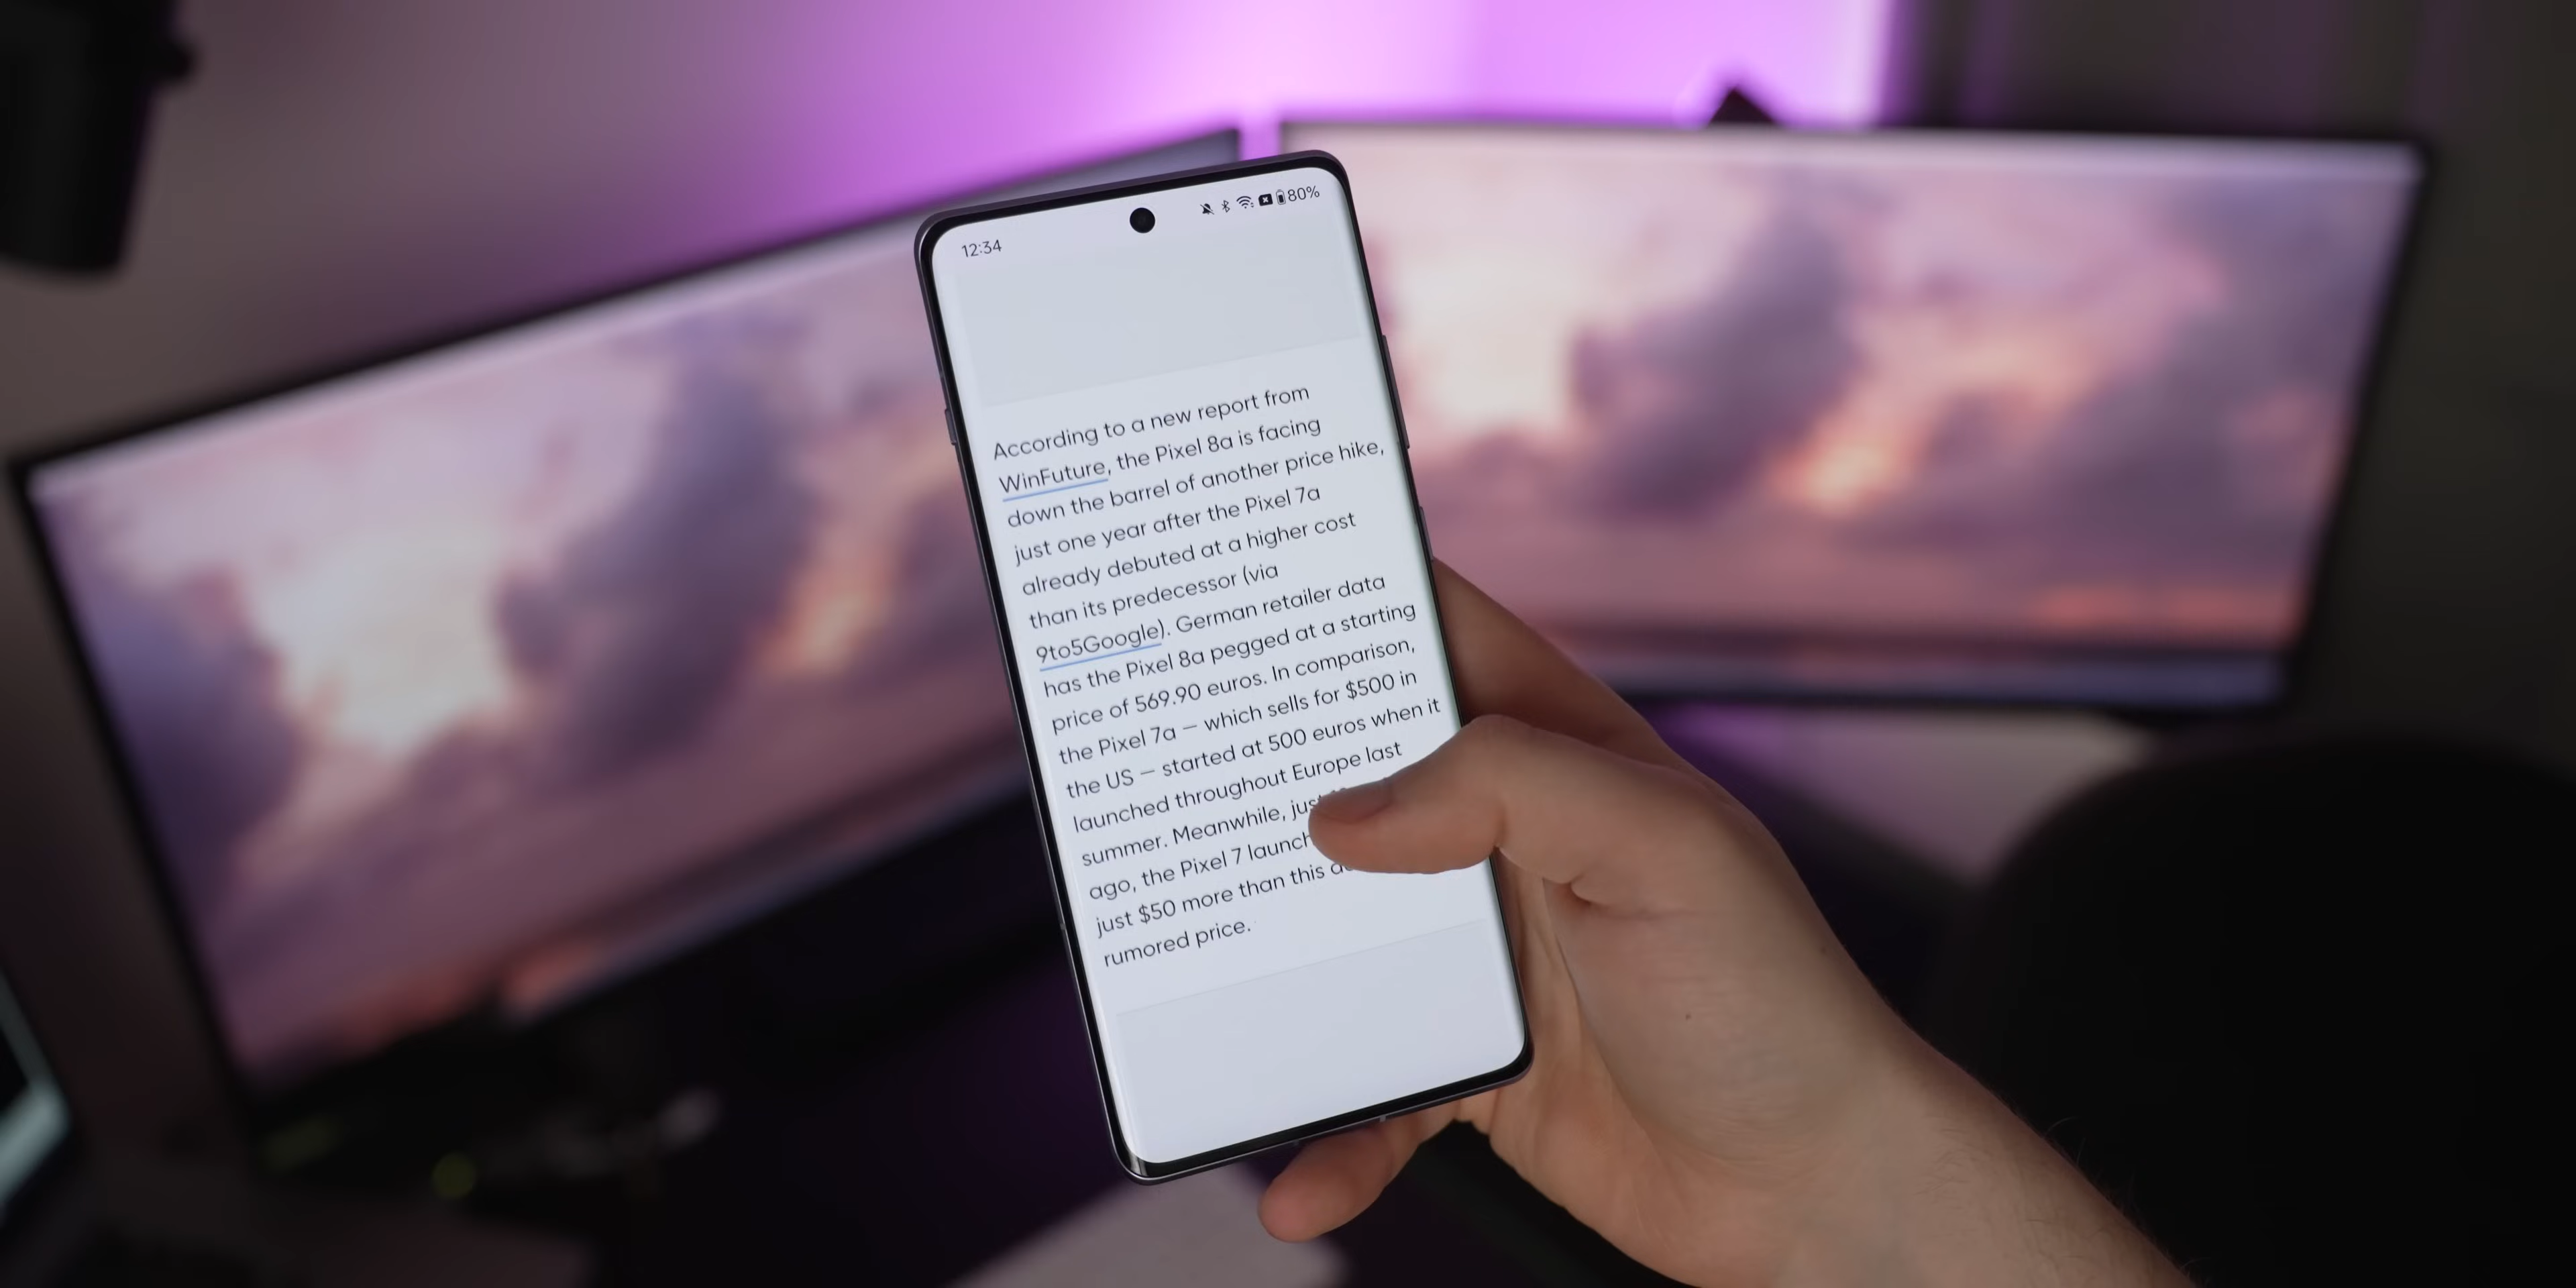 12:34
80%
According to a new report from
WinFuture, the Pixel 8a is facing
down the barrel of another price hike,
just one year after the Pixel 7a
already debuted at a higher cost
than its predecessor (via
9to5Google). German retailer data
has the Pixel 8a pegged at a starting
price of 569.90 euros. In comparison,
the Pixel 7a — which sells for $500 in
the US — started at 500 euros when it
launched throughout Europe last
summer. Meanwhile, just
ago, the Pixel 7
just $50 more than this
rumored price.